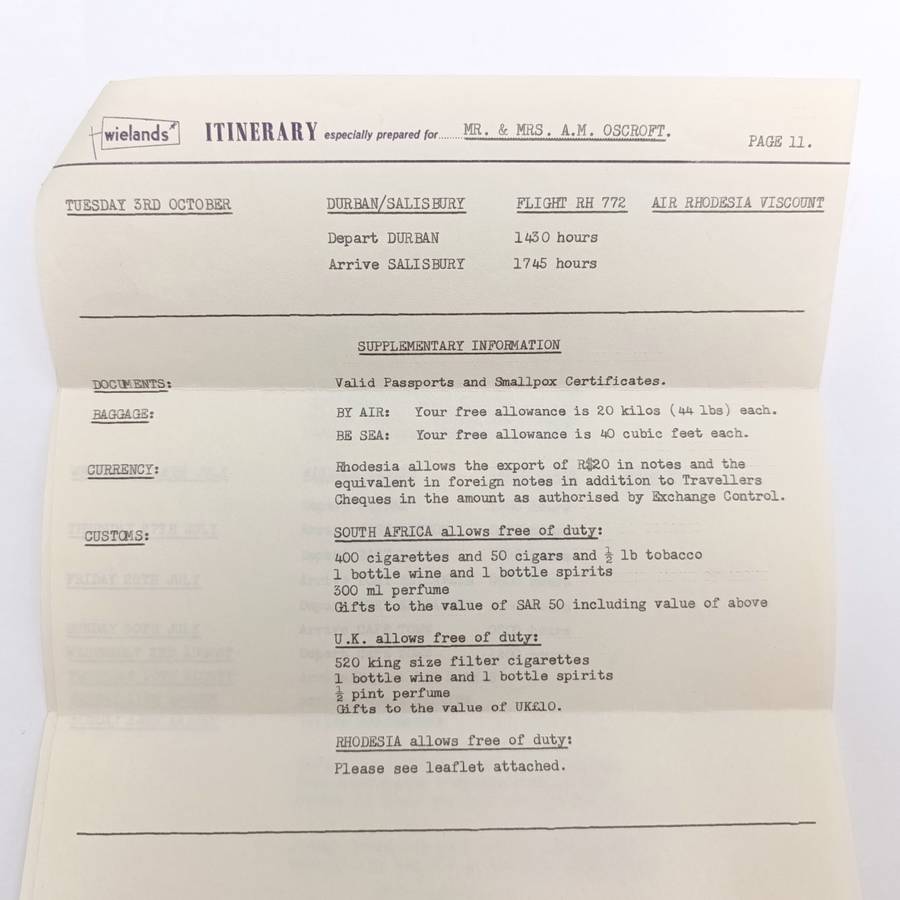 wielands ITINERARY especially prepared for......MR. & MRS. A.M. OSCROFT.
PAGE 11.
TUESDAY 3RD OCTOBER DURBAN/SALISBURY FLIGHT RH 772 AIR RHODESIA VISCOUNT
Depart DURBAN 1430 hours
Arrive SALISBURY 1745 hours
SUPPLEMENTARY INFORMATION
DOCUMENTS: Valid Passports and Smallpox Certificates.
BAGGAGE: BY AIR: Your free allowance is 20 kilos (44 lbs) each.
BE SEA: Your free allowance is 40 cubic feet each.
CURRENCY: Rhodesia allows the export of R$20 in notes and the
equivalent in foreign notes in addition to Travellers
Cheques in the amount as authorised by Exchange Control.
CUSTOMS: SOUTH AFRICA allows free of duty:
400 cigarettes and 50 cigars and ½ lb tobacco
1 bottle wine and 1 bottle spirits
300 ml perfume
Gifts to the value of SAR 50 including value of above
U.K. allows free of duty:
520 king size filter cigarettes
1 bottle wine and 1 bottle spirits
½ pint perfume
Gifts to the value of UK£10.
RHODESIA allows free of duty:
Please see leaflet attached.